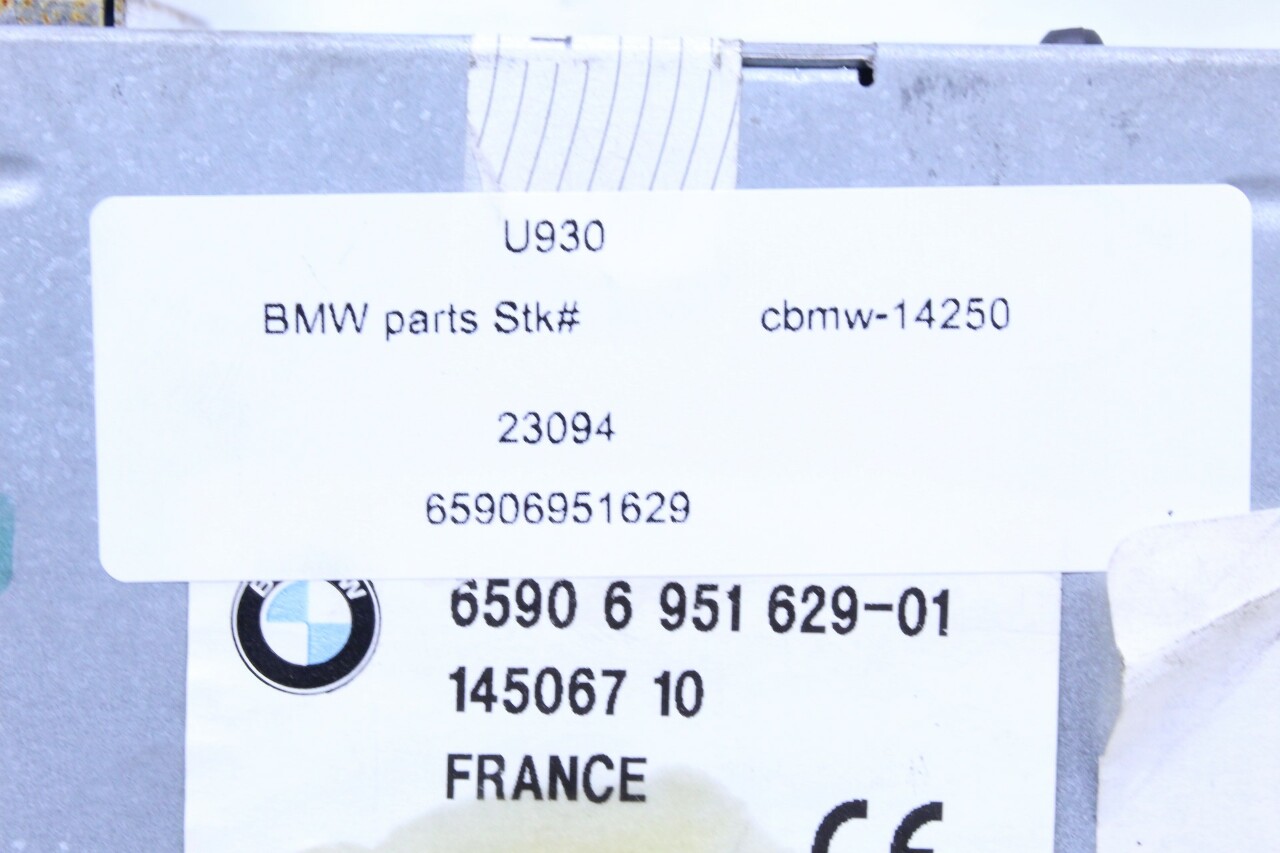 U930
BMW parts Stk# cbmw-14250
23094
65906951629
6590 6 951 629-01
145067 10
FRANCE
CE